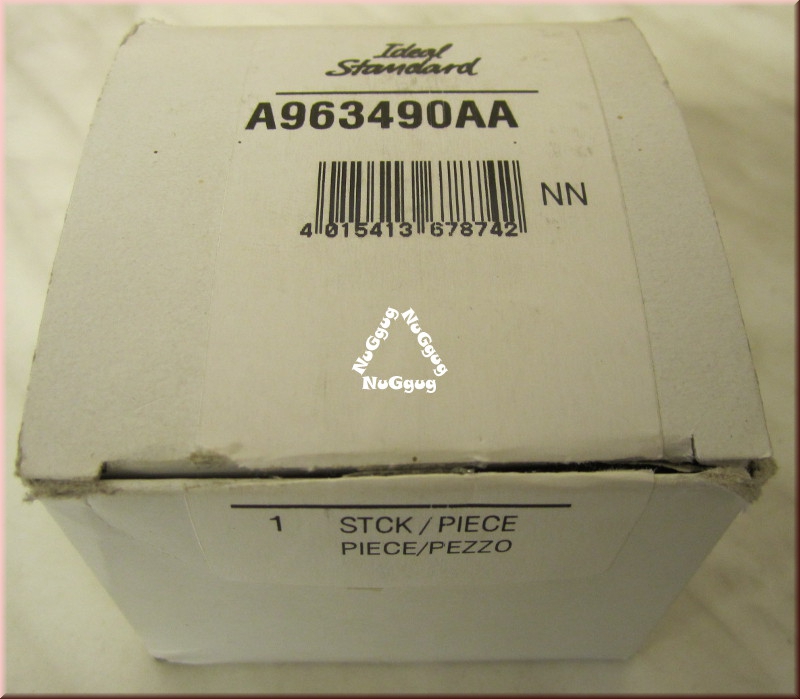 Ideal
Standard
A963490AA
NN
4 015413 678742
NuGgug
NuGgug
NuGgug
1 STCK / PIECE
PIECE/PEZZO